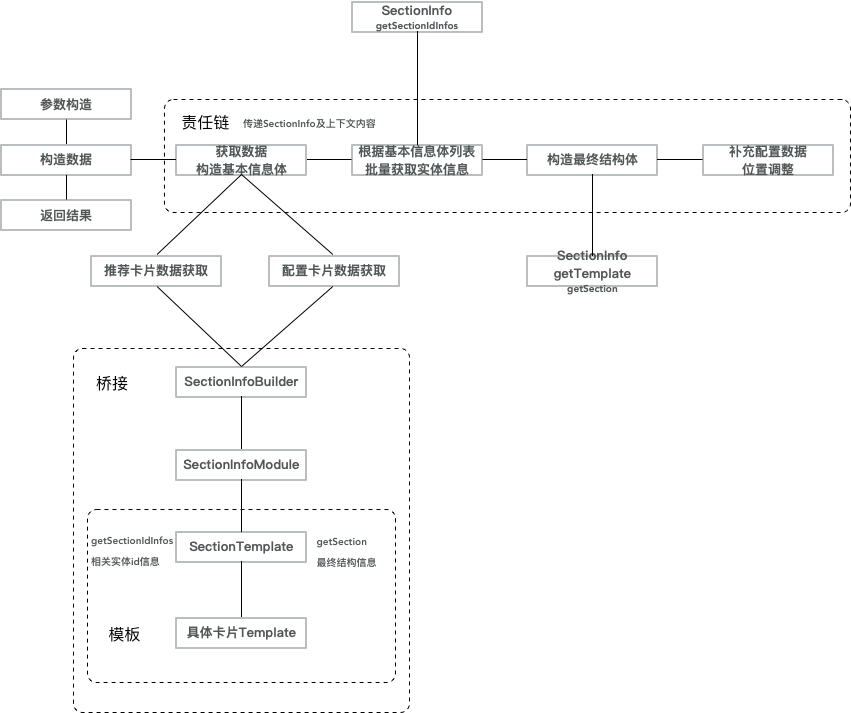 SectionInfo
getSectionIdInfos
参数构造
责任链
传递SectionInfo及上下文内容
构造数据
获取数据
构造基本信息体
根据基本信息体列表
批量获取实体信息
构造最终结构体
补充配置数据
位置调整
返回结果
推荐卡片数据获取
配置卡片数据获取
SectionInfo
getTemplate
getSection
桥接
SectionInfoBuilder
SectionInfoModule
getSectionIdInfos
相关实体id信息
SectionTemplate
getSection
最终结构信息
模板
具体卡片Template